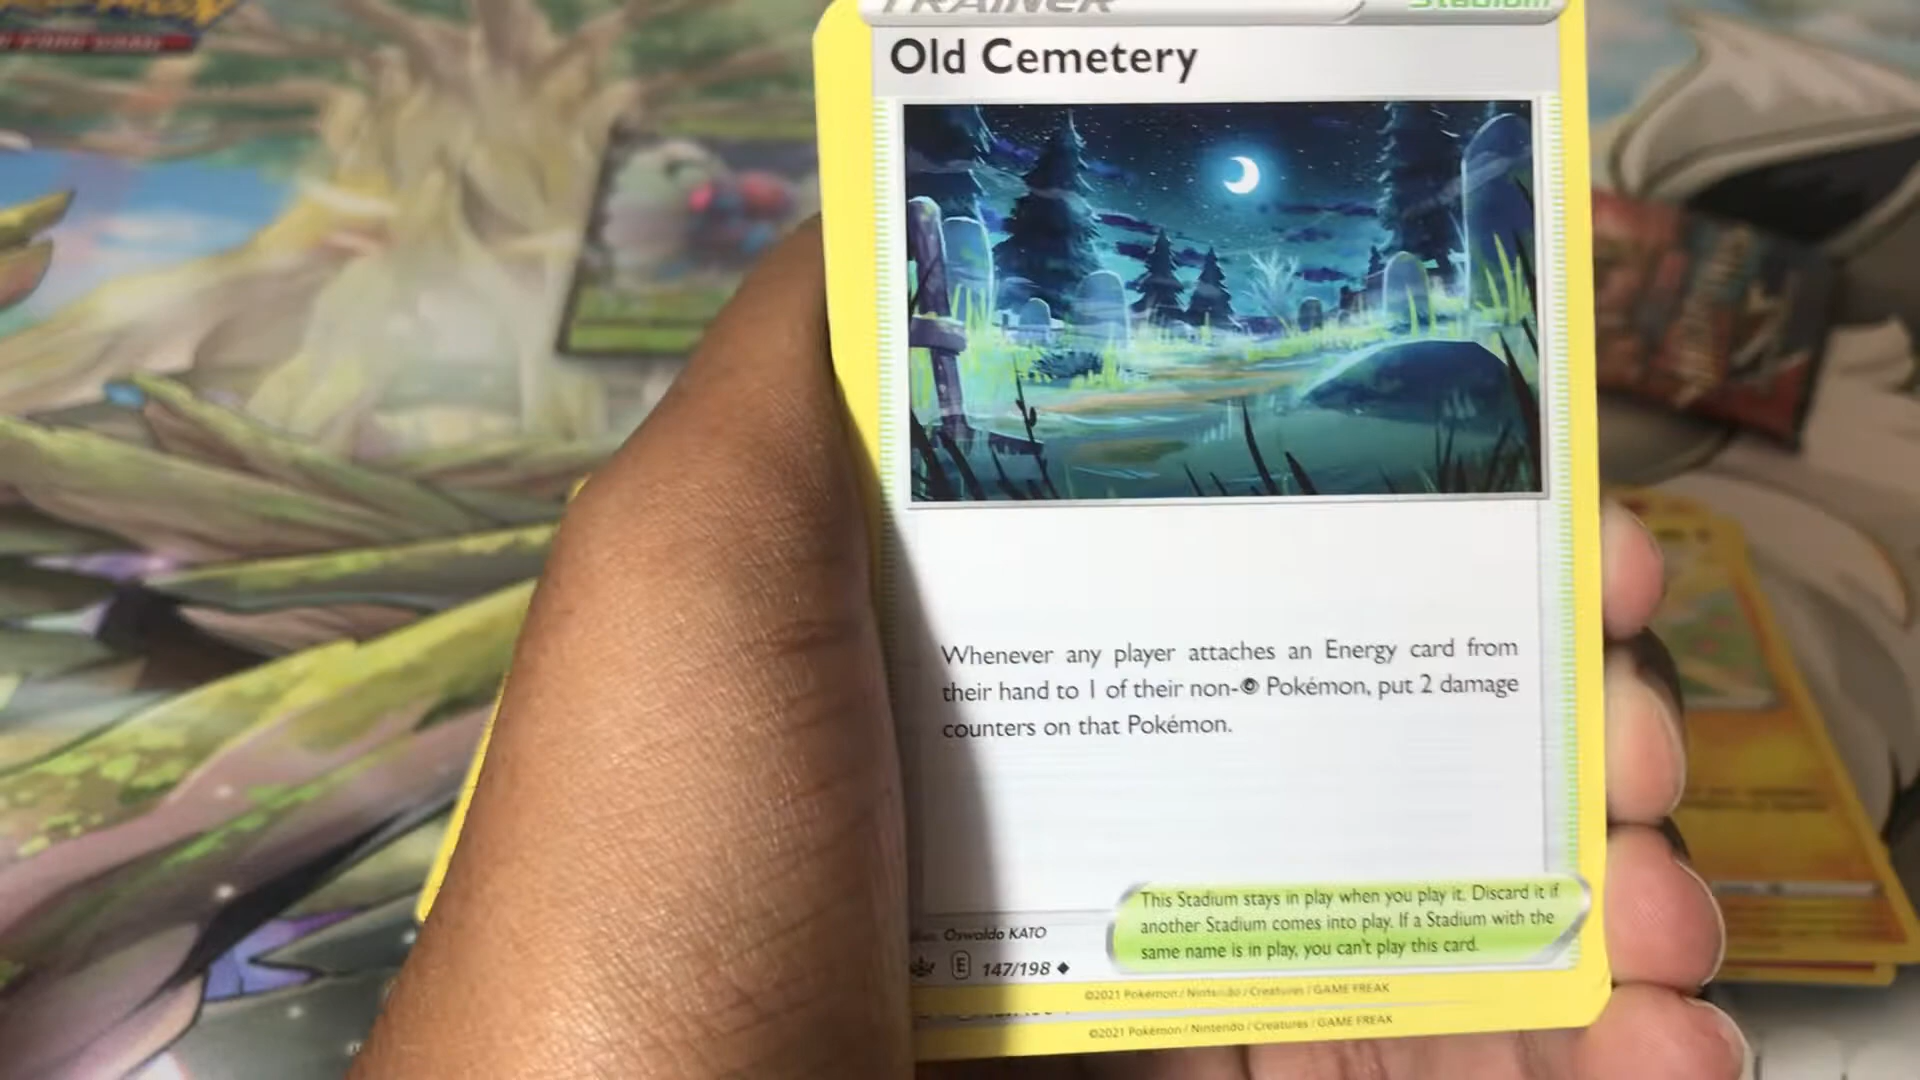 TRAINER
Stadium
Old Cemetery
Whenever any player attaches an Energy card from
their hand to 1 of their non- Pokémon, put 2 damage
counters on that Pokémon.
This Stadium stays in play when you play it. Discard it if
another Stadium comes into play. If a Stadium with the
same name is in play, you can't play this card.
Oswaldo KATO
E 147/198
©2021 Pokémon / Nintendo / Creatures / GAME FREAK
©2021 Pokémon / Nintendo / Creatures / GAME FREAK